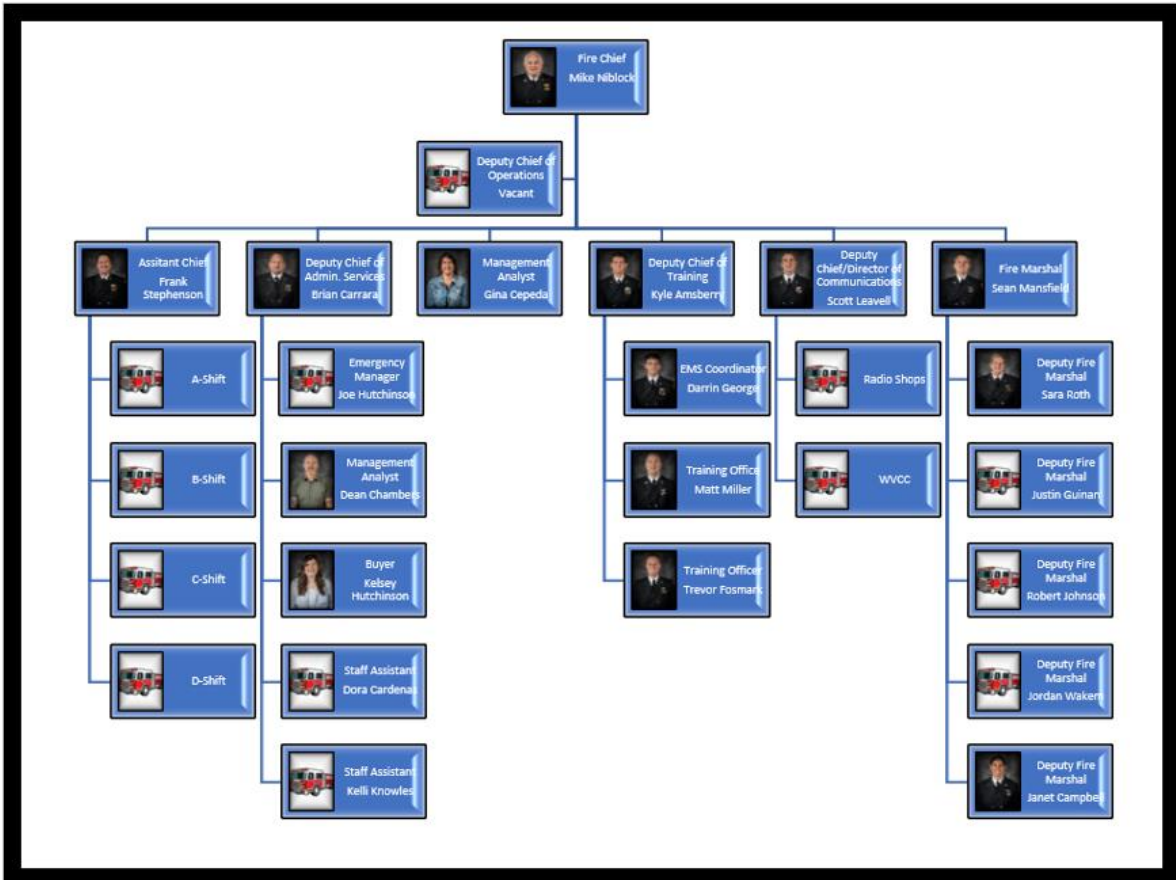 Fire Chief
Mike Niblock
Deputy Chief of
Operations
Vacant
Assitant Chief
Frank
Stephenson
Deputy Chief of
Admin. Services
Brian Carrara
Management
Analyst
Gina Cepeda
Deputy Chief of
Training
Kyle Amsberry
Deputy
Chief/Director of
Communications
Scott Leavell
Fire Marshal
Sean Mansfield
A-Shift
B-Shift
C-Shift
D-Shift
Emergency
Manager
Joe Hutchinson
Management
Analyst
Dean Chambers
Buyer
Kelsey
Hutchinson
Staff Assistant
Dora Cardenas
Staff Assistant
Kelli Knowles
EMS Coordinator
Darrin George
Training Office
Matt Miller
Training Officer
Trevor Fosmark
Radio Shops
WVCC
Deputy Fire
Marshal
Sara Roth
Deputy Fire
Marshal
Justin Guinan
Deputy Fire
Marshal
Robert Johnson
Deputy Fire
Marshal
Jordan Wakem
Deputy Fire
Marshal
Janet Campbell